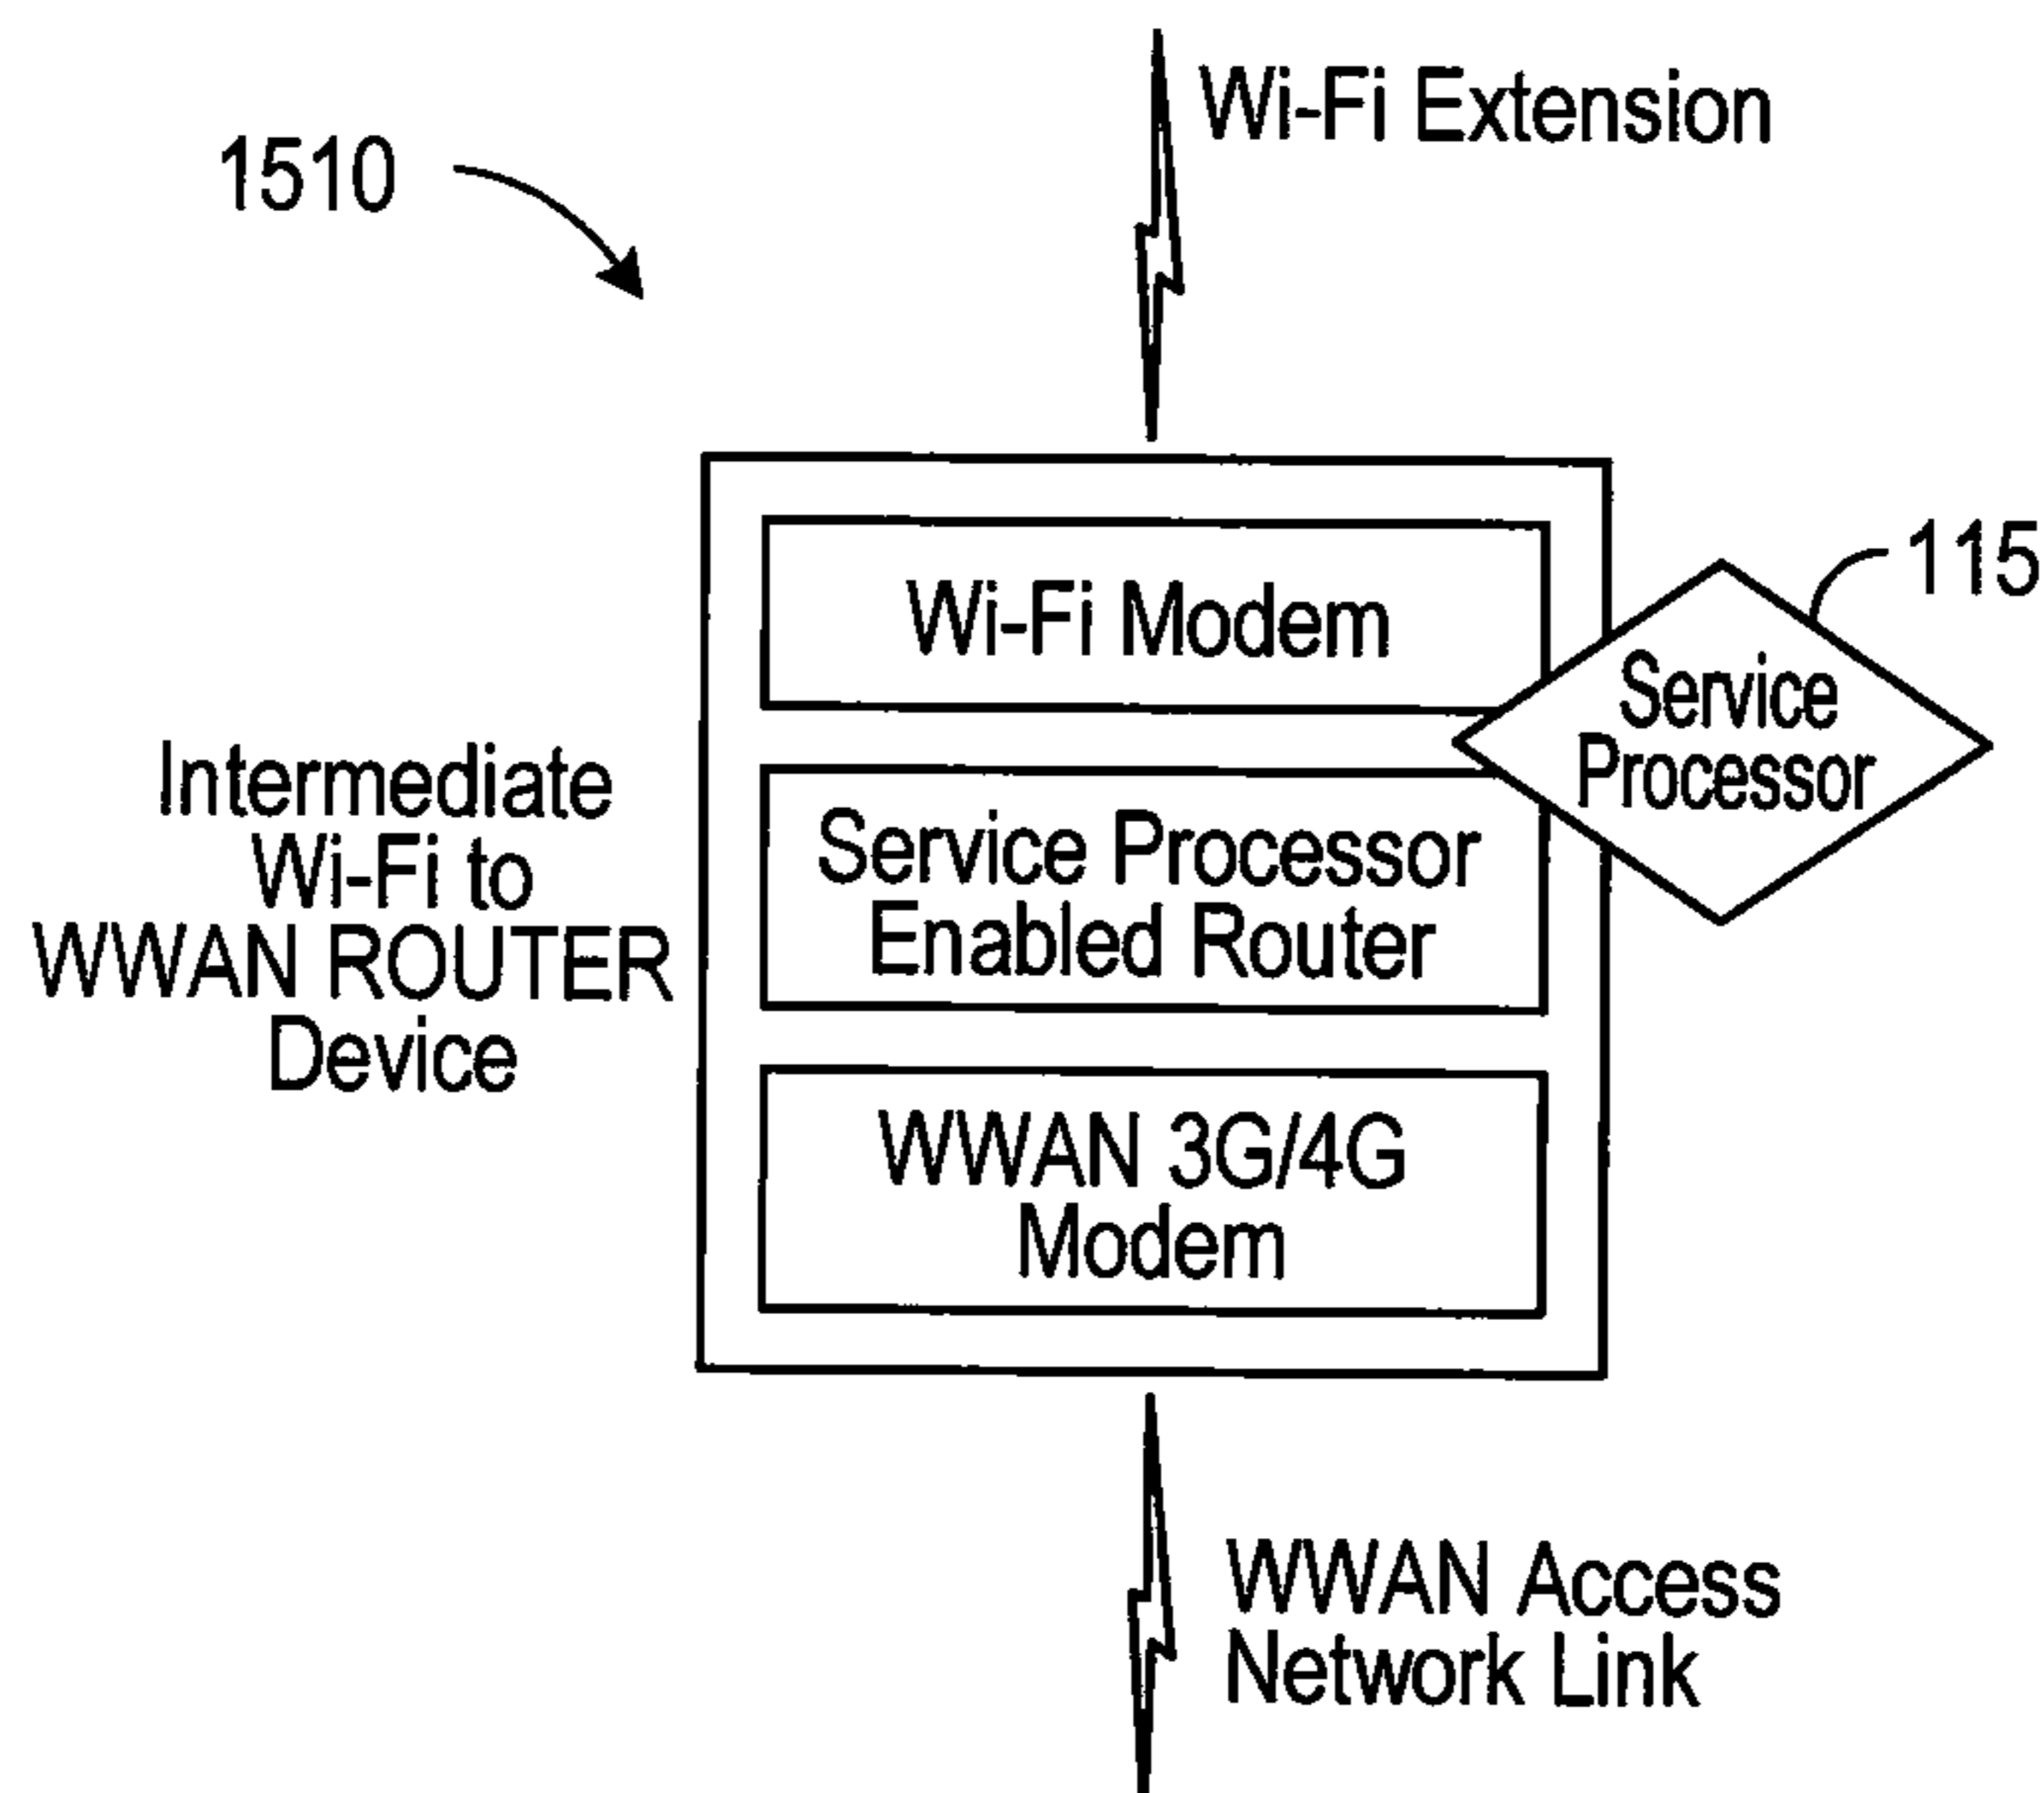 Wi-Fi Extension
1510
Wi-Fi Modem
115
Service
Processor
Intermediate
Wi-Fi to
WWAN ROUTER
Device
Service Processor
Enabled Router
WWAN 3G/4G
Modem
WWAN Access
Network Link